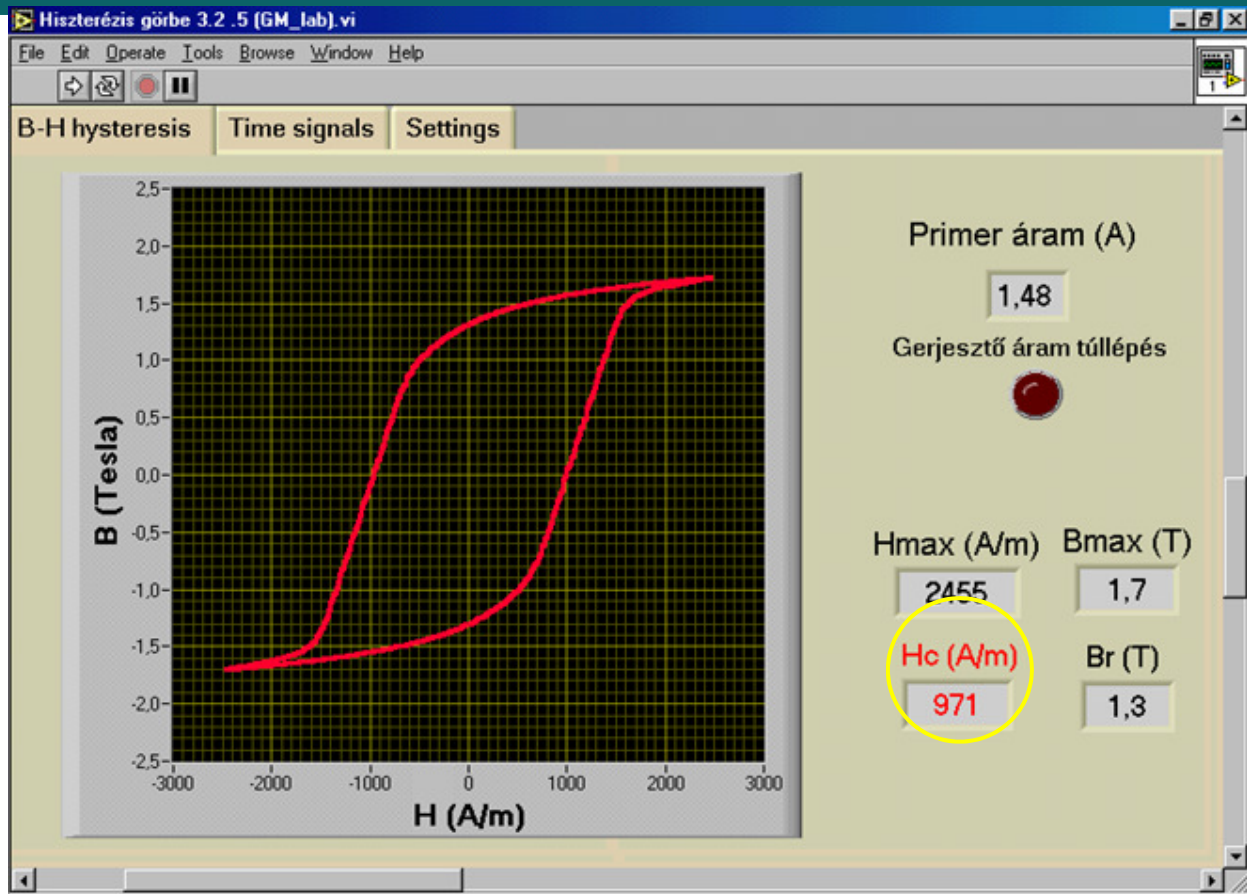 Hiszterézis görbe 3.2 .5 (GM_lab).vi
File Edit Operate Tools Browse Window Help
1
B-H hysteresis Time signals Settings
2,5-
2,0-
1,5-
1,0-
0,5-
0,0-
-0,5-
-1,0-
-1,5-
-2,0-
-2,5-
B (Tesla)
-3000 -2000 -1000 0 1000 2000 3000
H (A/m)
Primer áram (A)
1,48
Gerjesztő áram túllépés
Hmax (A/m) Bmax (T)
2455 1,7
Hc (A/m) Br (T)
971 1,3